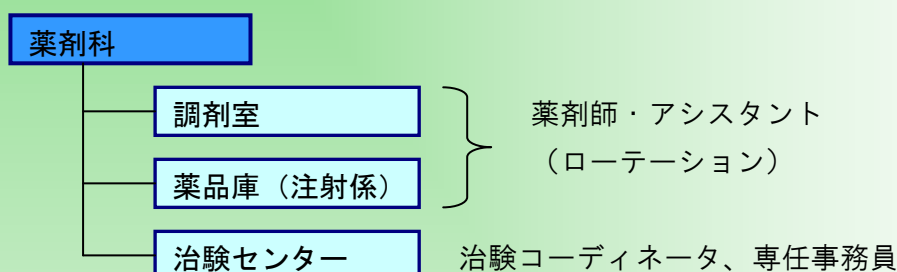 薬剤科
調剤室
薬剤師・アシスタント
（ローテーション）
薬品庫（注射係）
治験センター
治験コーディネータ、専任事務員